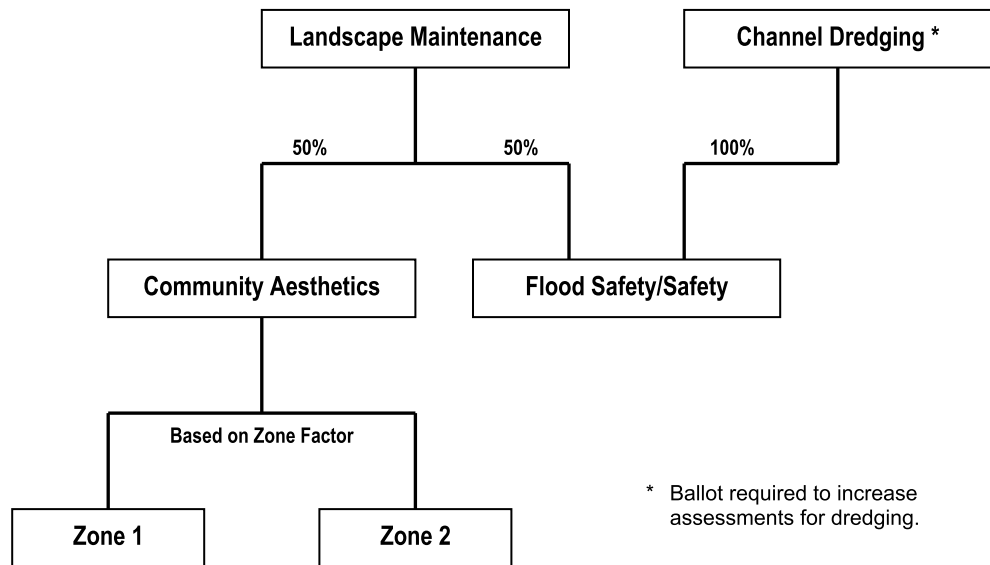 Landscape Maintenance
Channel Dredging *
50%
50%
100%
Community Aesthetics
Flood Safety/Safety
Based on Zone Factor
Zone 1
Zone 2
* Ballot required to increase
assessments for dredging.